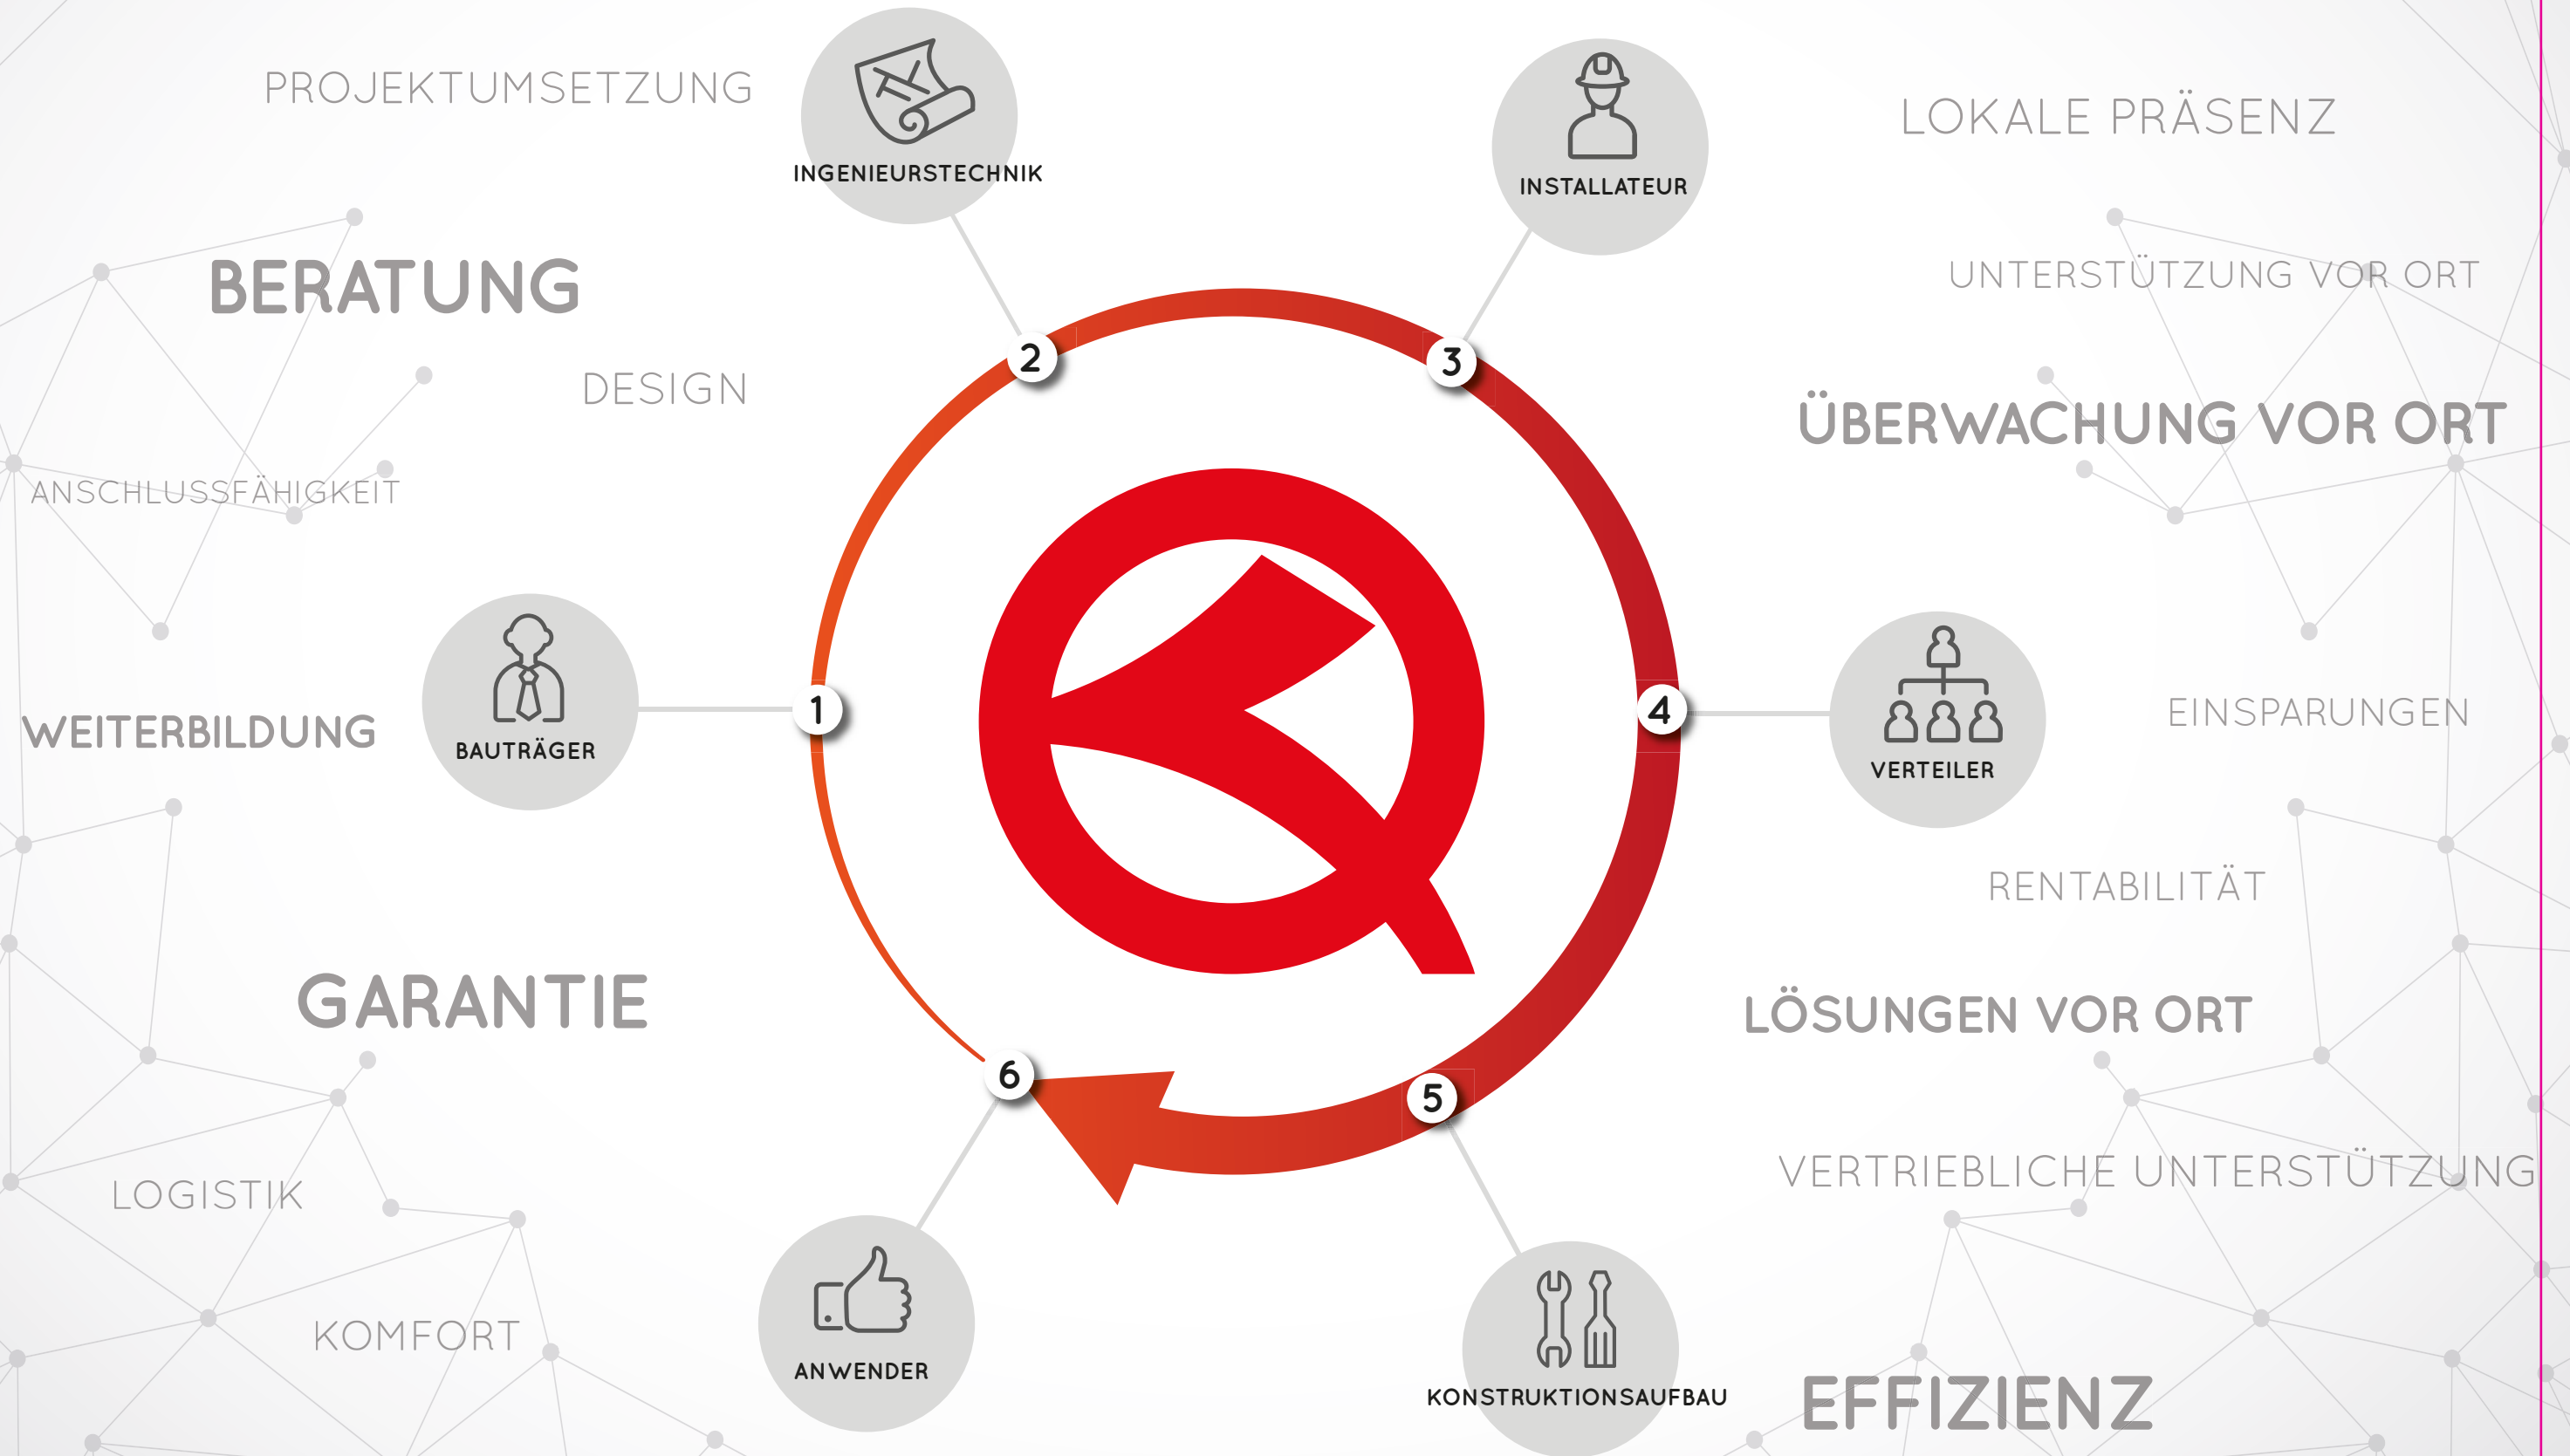 PROJEKTUMSETZUNG
INGENIEURSTECHNIK
INSTALLATEUR
LOKALE PRÄSENZ
BERATUNG
UNTERSTÜTZUNG VOR ORT
2
3
DESIGN
ÜBERWACHUNG VOR ORT
ANSCHLUSSFÄHIGKEIT
WEITERBILDUNG
BAUTRÄGER
1
4
VERTEILER
EINSPARUNGEN
RENTABILITÄT
GARANTIE
LÖSUNGEN VOR ORT
6
5
LOGISTIK
VERTRIEBLICHE UNTERSTÜTZUNG
KOMFORT
ANWENDER
KONSTRUKTIONSAUFBAU
EFFIZIENZ